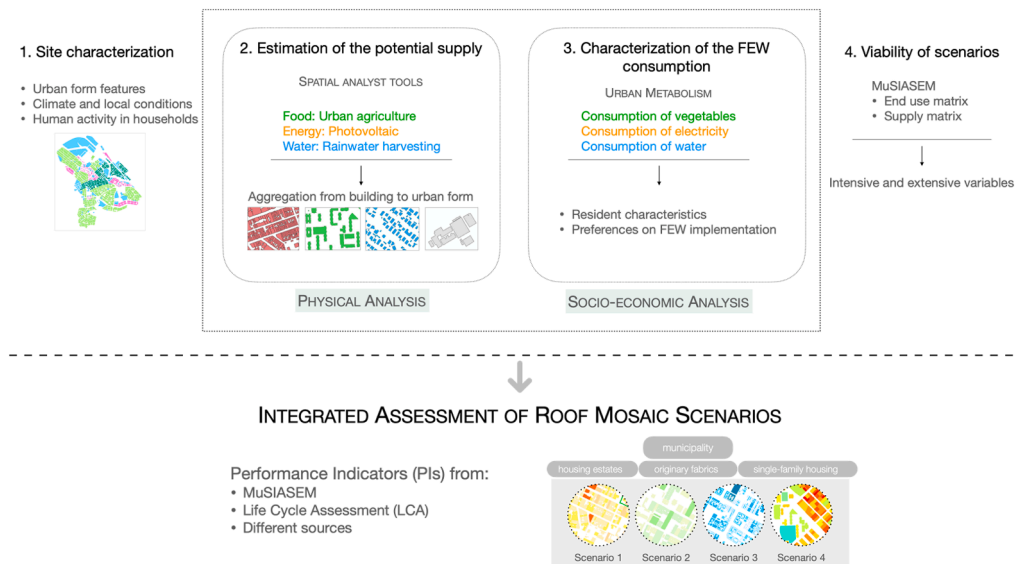 1. Site characterization
• Urban form features
• Climate and local conditions
• Human activity in households
2. Estimation of the potential supply
SPATIAL ANALYST TOOLS
Food: Urban agriculture
Energy: Photovoltaic
Water: Rainwater harvesting
Aggregation from building to urban form
PHYSICAL ANALYSIS
3. Characterization of the FEW
consumption
URBAN METABOLISM
Consumption of vegetables
Consumption of electricity
Consumption of water
• Resident characteristics
• Preferences on FEW implementation
SOCIO-ECONOMIC ANALYSIS
4. Viability of scenarios
MuSIASEM
• End use matrix
• Supply matrix
Intensive and extensive variables
INTEGRATED ASSESSMENT OF ROOF MOSAIC SCENARIOS
Performance Indicators (PIs) from:
• MuSIASEM
• Life Cycle Assessment (LCA)
• Different sources
municipality
housing estates
originary fabrics
single-family housing
Scenario 1
Scenario 2
Scenario 3
Scenario 4